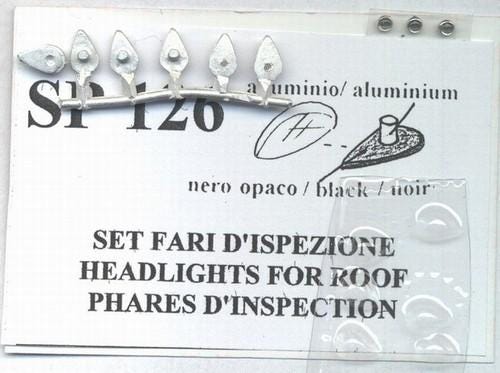 SP 126
alluminio/ aluminium
H
nero opaco / black / noir
SET FARI D'ISPEZIONE
HEADLIGHTS FOR ROOF
PHARES D'INSPECTION